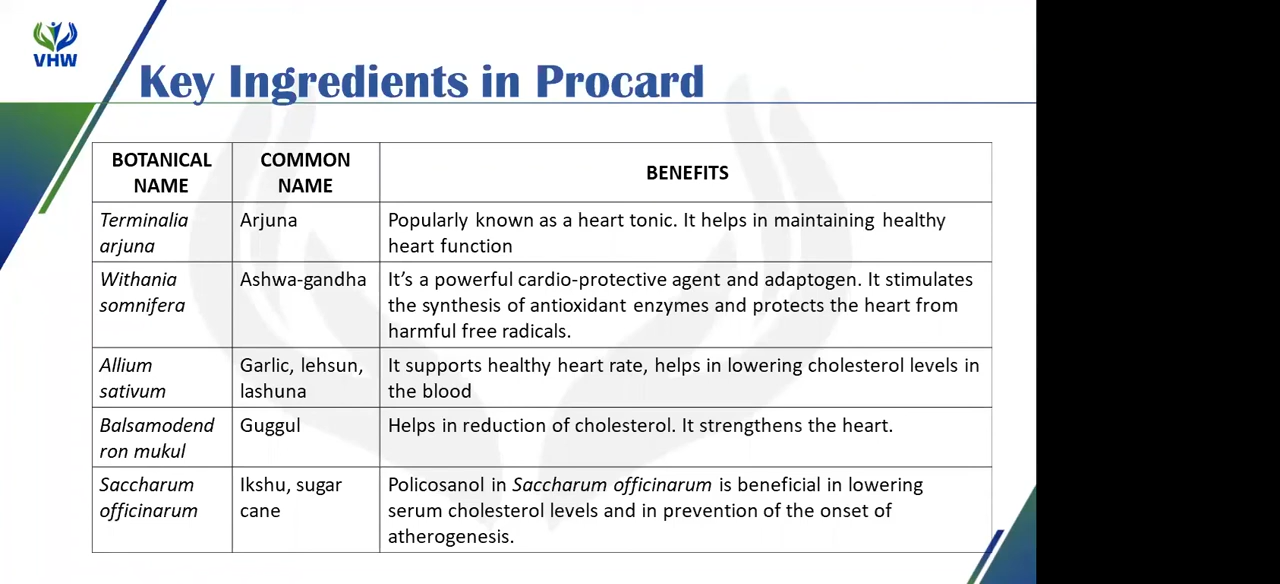 VHW
Key Ingredients in Procard
BOTANICAL
NAME
COMMON
NAME
BENEFITS
Terminalia
arjuna
Arjuna
Popularly known as a heart tonic. It helps in maintaining healthy
heart function
Withania
somnifera
Ashwa-gandha
It’s a powerful cardio-protective agent and adaptogen. It stimulates
the synthesis of antioxidant enzymes and protects the heart from
harmful free radicals.
Allium
sativum
Garlic, lehsun,
lashuna
It supports healthy heart rate, helps in lowering cholesterol levels in
the blood
Balsamodend
ron mukul
Guggul
Helps in reduction of cholesterol. It strengthens the heart.
Saccharum
officinarum
Ikshu, sugar
cane
Policosanol in Saccharum officinarum is beneficial in lowering
serum cholesterol levels and in prevention of the onset of
atherogenesis.